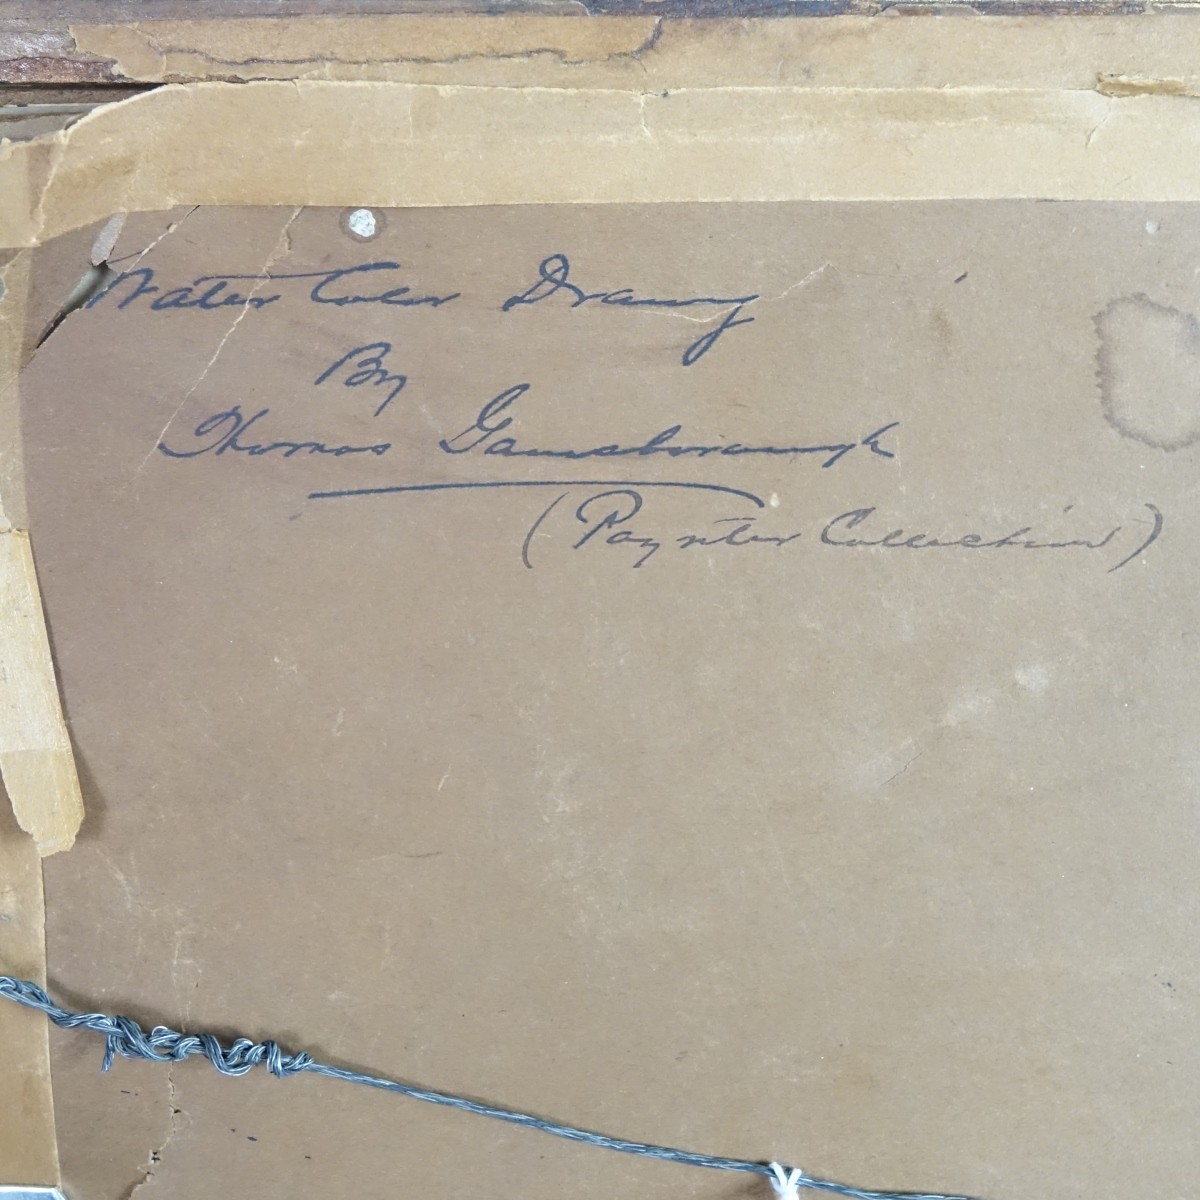 Water Color Drawing
By
Thomas Gainsborough
(Paynter Collection)